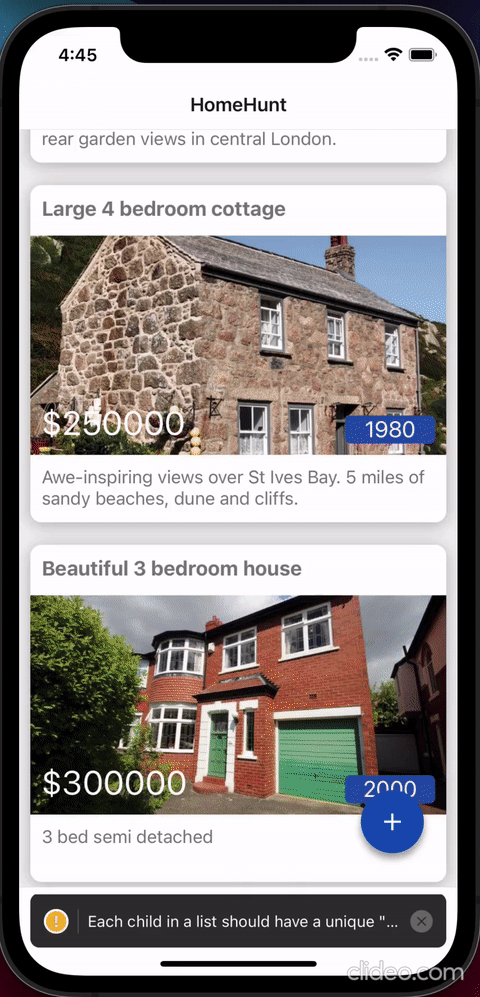 4:45
HomeHunt
rear garden views in central London.
Large 4 bedroom cottage
$250000
1980
Awe-inspiring views over St Ives Bay. 5 miles of
sandy beaches, dune and cliffs.
Beautiful 3 bedroom house
$300000
2000
+
3 bed semi detached
! Each child in a list should have a unique "...
clideo.com